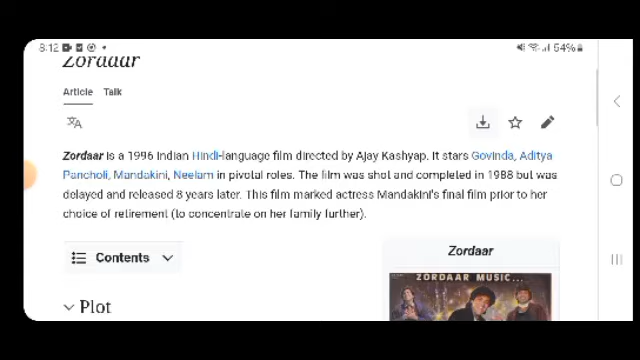 8:12
54%
Zordaar
Article Talk
Zordaar is a 1996 Indian Hindi-language film directed by Ajay Kashyap. It stars Govinda, Aditya
Pancholi, Mandakini, Neelam in pivotal roles. The film was shot and completed in 1988 but was
delayed and released 8 years later. This film marked actress Mandakini's final film prior to her
choice of retirement (to concentrate on her family further).
Contents
Zordaar
ZORDAAR MUSIC...
Plot